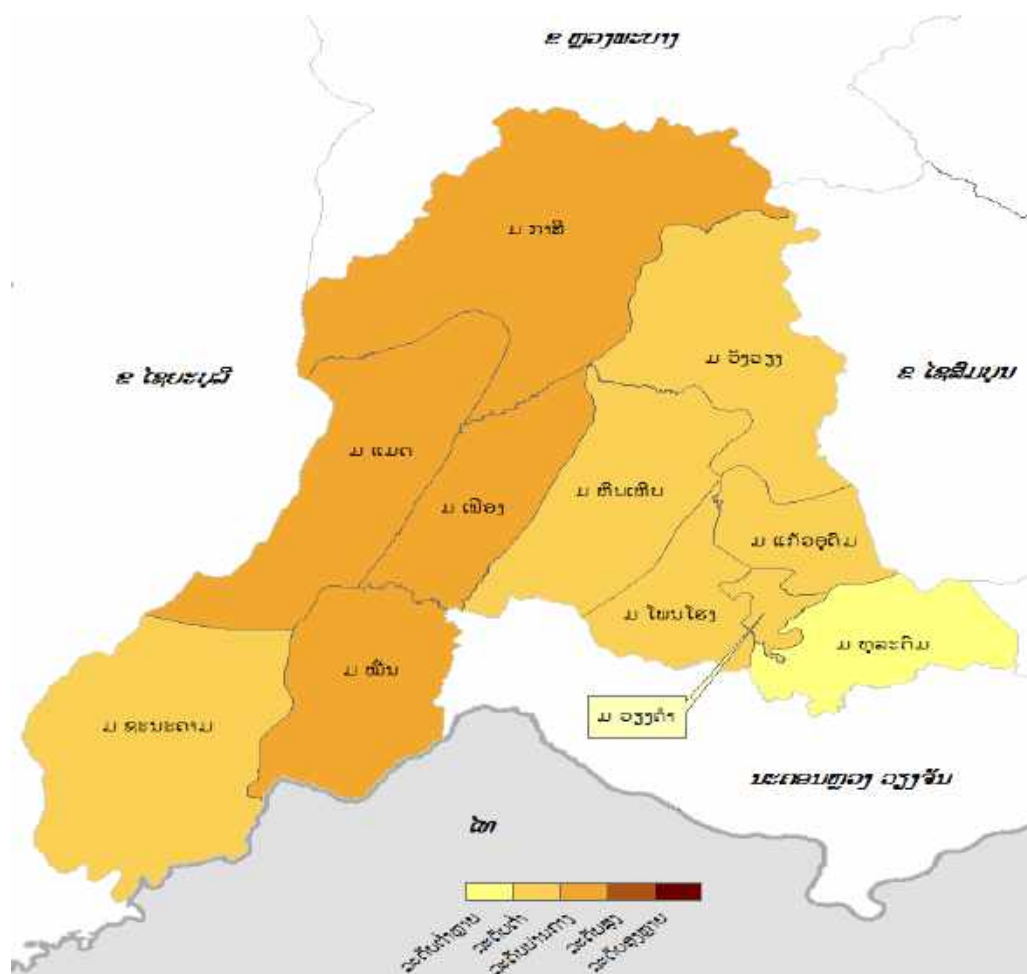 ຂ ຫຼວງພະບາງ
ມ ກາສີ
ມ ວັງວຽງ
ຂ ໄຊຍະບູລີ
ຂ ໄຊສົມບູນ
ມ ແມດ
ມ ເຟືອງ
ມ ຫີນເຫີບ
ມ ແກ້ວອຸດົມ
ມ ໂພນໂຮງ
ມ ທຸລະຄົມ
ມ ໝື່ນ
ມ ຊະນະຄາມ
ມ ວຽງຄຳ
ນະຄອນຫຼວງ ວຽງຈັນ
ໄທ
ລະດັບຕ່ຳຫຼາຍ
ລະດັບຕ່ຳ
ລະດັບປານກາງ
ລະດັບສູງ
ລະດັບສູງຫຼາຍ